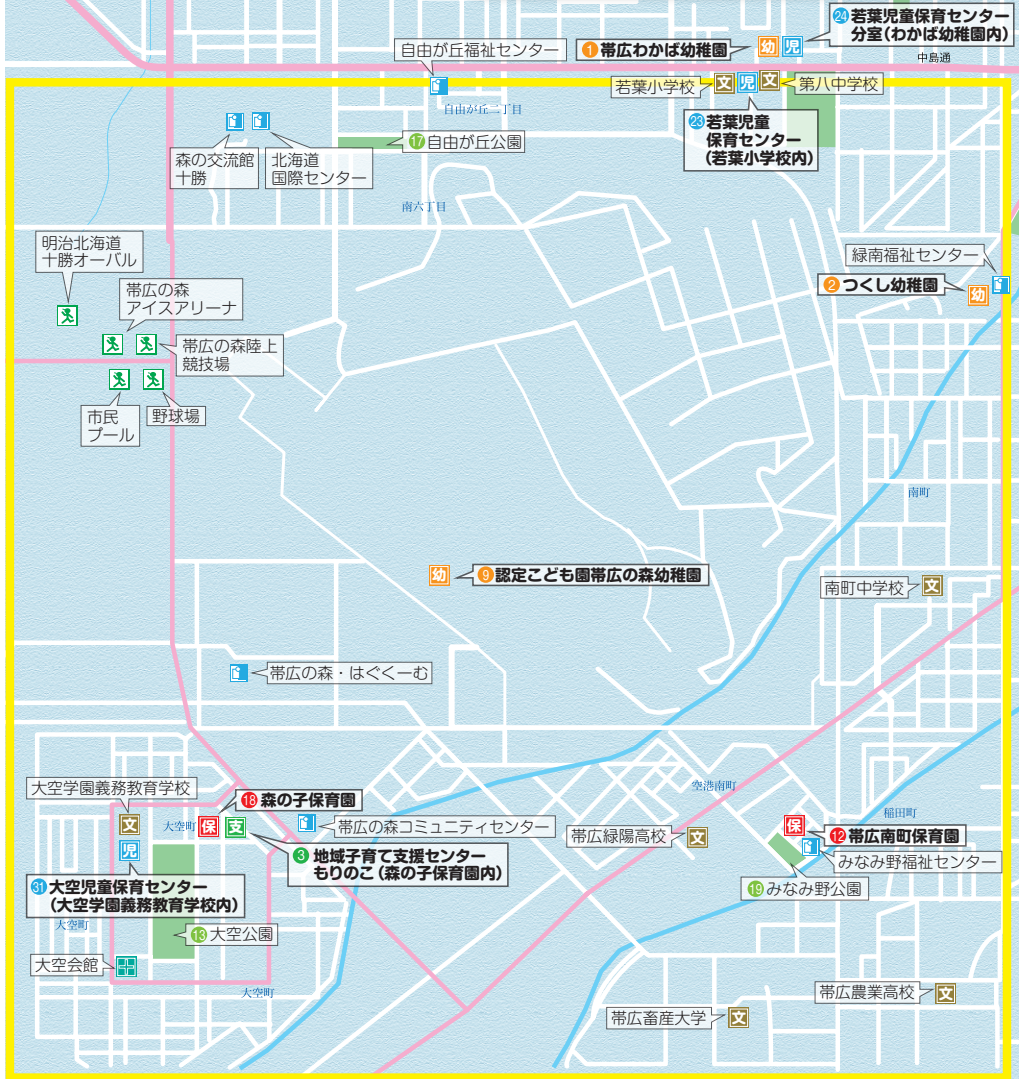 24 若葉児童保育センター
分室(わかば幼稚園内)
自由が丘福祉センター
1 帯広わかば幼稚園
幼
児
中島通
若葉小学校
文
児
文
第八中学校
自由が丘二丁目
23 若葉児童
保育センター
(若葉小学校内)
17 自由が丘公園
森の交流館
十勝
北海道
国際センター
南六丁目
明治北海道
十勝オーバル
緑南福祉センター
2 つくし幼稚園
幼
帯広の森
アイスアリーナ
帯広の森陸上
競技場
市民
プール
野球場
南町
幼
9 認定こども園帯広の森幼稚園
南町中学校
文
帯広の森・はぐくーむ
大空学園義務教育学校
18 森の子保育園
空港南町
稲田町
文
大空町
保
支
帯広の森コミュニティセンター
帯広緑陽高校
文
保
12 帯広南町保育園
児
3 地域子育て支援センター
もりのこ(森の子保育園内)
みなみ野福祉センター
31 大空児童保育センター
(大空学園義務教育学校内)
19 みなみ野公園
大空町
13 大空公園
大空会館
大空町
帯広農業高校
文
帯広畜産大学
文